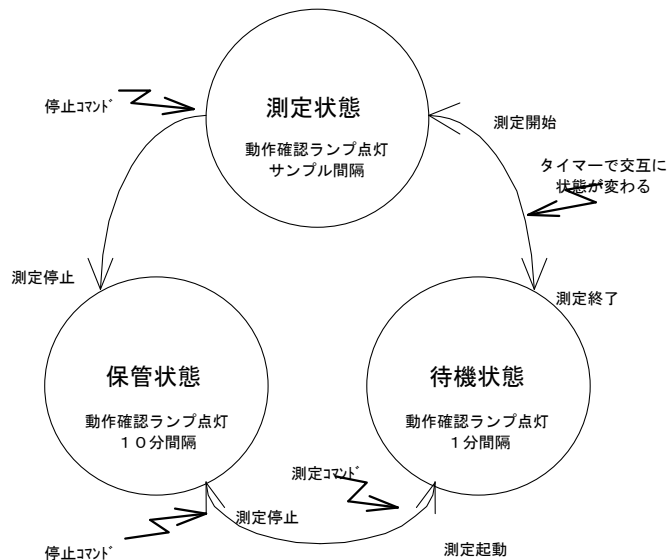 停止ｺﾏﾝﾄﾞ
測定状態
動作確認ランプ点灯
サンプル間隔
測定開始
タイマーで交互に
状態が変わる
測定停止
測定終了
保管状態
動作確認ランプ点灯
１０分間隔
待機状態
動作確認ランプ点灯
１分間隔
測定ｺﾏﾝﾄﾞ
測定停止
停止ｺﾏﾝﾄﾞ
測定起動